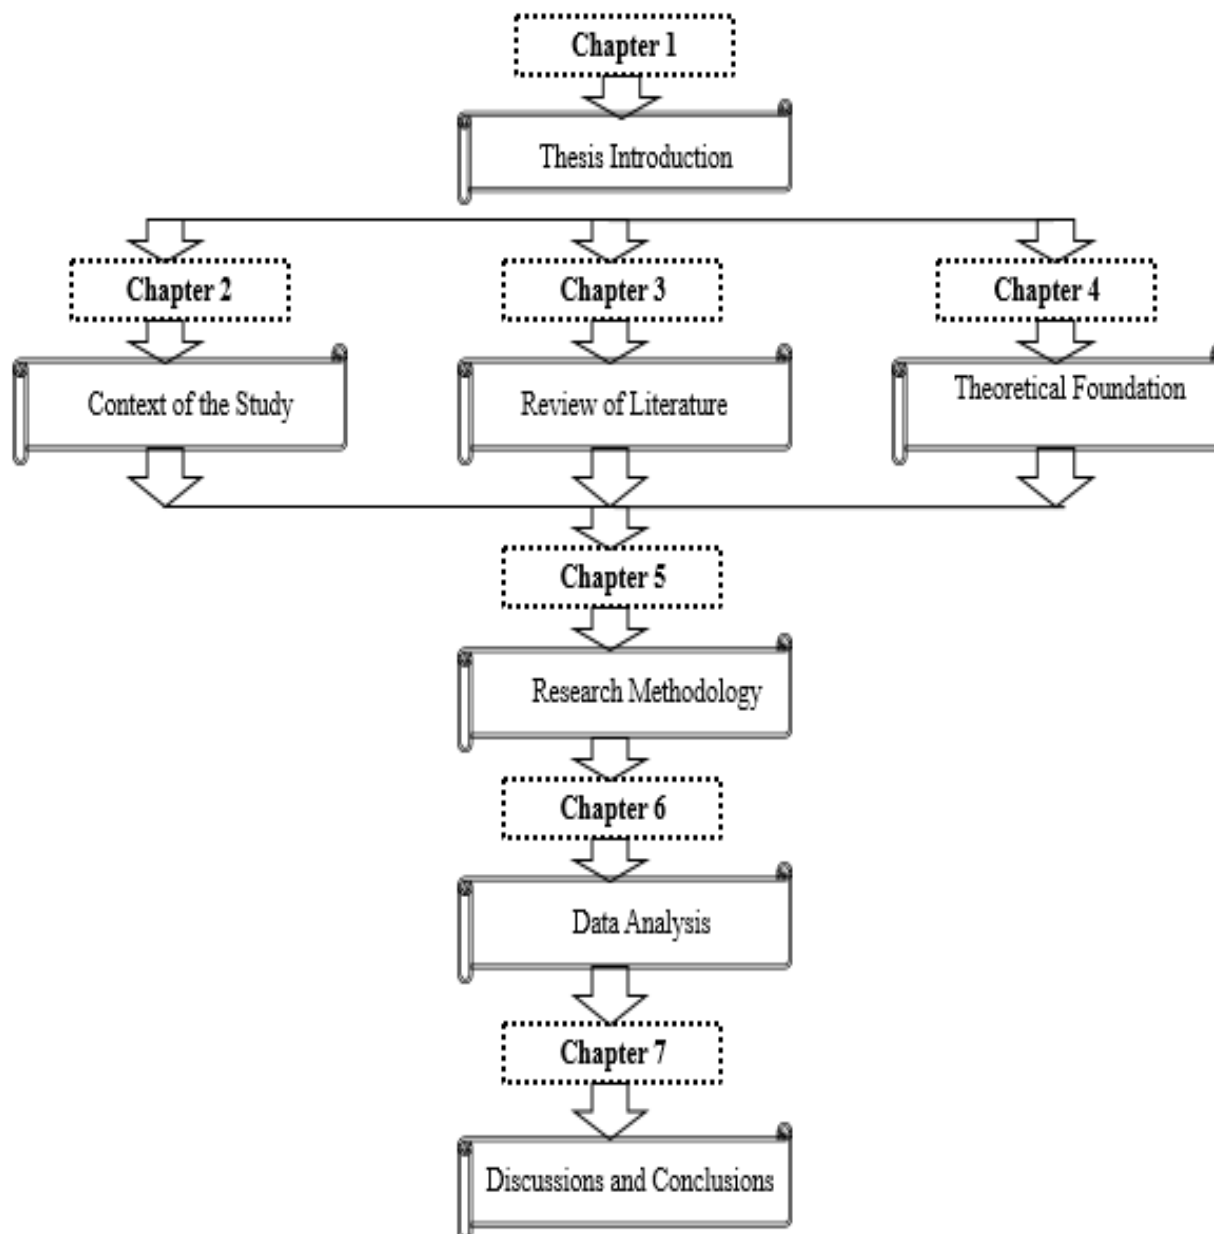 Chapter 1
Thesis Introduction
Chapter 2
Chapter 3
Chapter 4
Context of the Study
Review of Literature
Theoretical Foundation
Chapter 5
Research Methodology
Chapter 6
Data Analysis
Chapter 7
Discussions and Conclusions